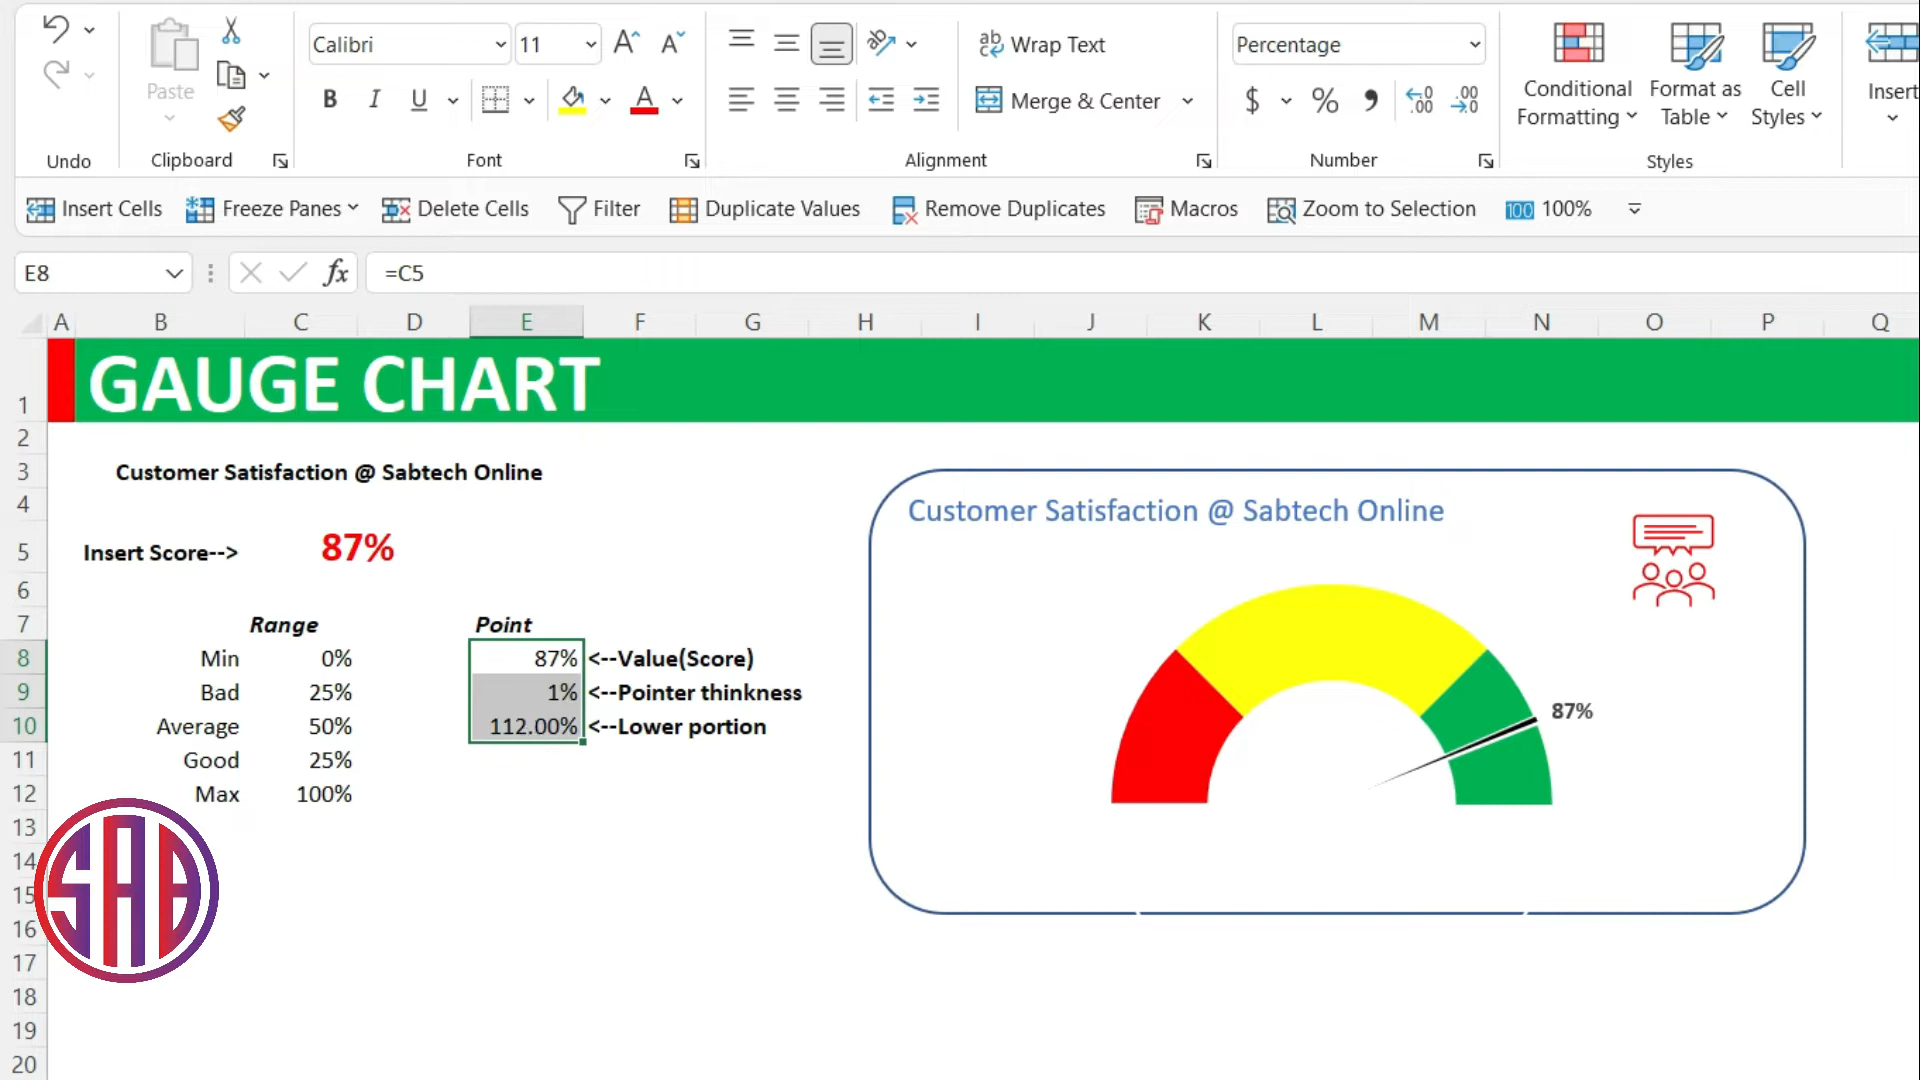 Calibri 11 Wrap Text Percentage
Paste Conditional Formatting Format as Table Cell Styles Insert
B I U Merge & Center $ % .00 .00
Undo Clipboard Font Alignment Number Styles
Insert Cells Freeze Panes Delete Cells Filter Duplicate Values Remove Duplicates Macros Zoom to Selection 100 100%
E8 fx =C5
A B C D E F G H I J K L M N O P Q
1 GAUGE CHART
2
3 Customer Satisfaction @ Sabtech Online
4
5 Insert Score--> 87%
6
7 Range Point
8 Min 0% 87% <--Value(Score)
9 Bad 25% 1% <--Pointer thinkness
10 Average 50% 112.00% <--Lower portion
11 Good 25%
12 Max 100%
13
14
15
16
17
18
19
20
Customer Satisfaction @ Sabtech Online
87%
SAB